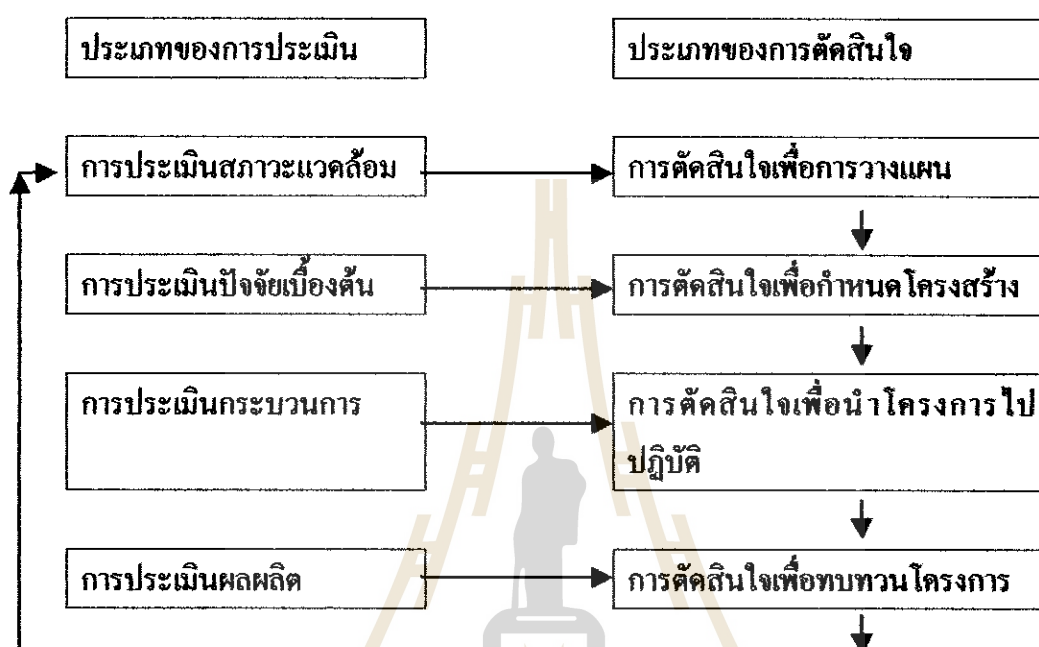 ประเภทของการประเมิน
ประเภทของการตัดสินใจ
การประเมินสภาวะแวดล้อม
การตัดสินใจเพื่อการวางแผน
การประเมินปัจจัยเบื้องต้น
การตัดสินใจเพื่อกำหนดโครงสร้าง
การประเมินกระบวนการ
การตัดสินใจเพื่อนำโครงการไป
ปฏิบัติ
การประเมินผลผลิต
การตัดสินใจเพื่อทบทวนโครงการ